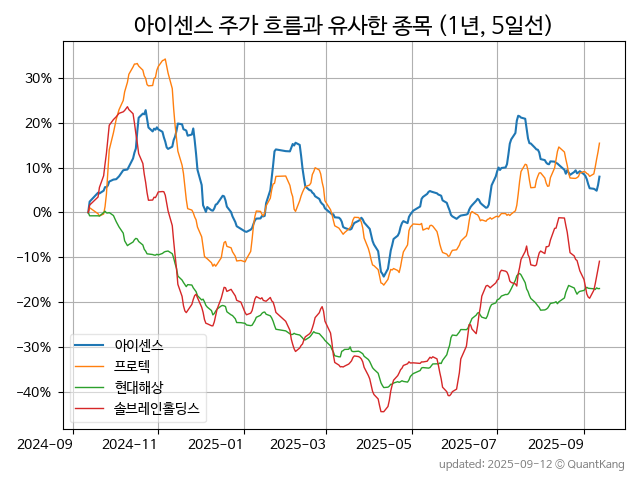 아이센스 주가 흐름과 유사한 종목 (1년, 5일선)
30%
20%
10%
0%
−10%
−20%
−30%
−40%
아이센스
프로텍
현대해상
솔브레인홀딩스
2024-09
2024-11
2025-01
2025-03
2025-05
2025-07
2025-09
updated: 2025-09-12 © QuantKang